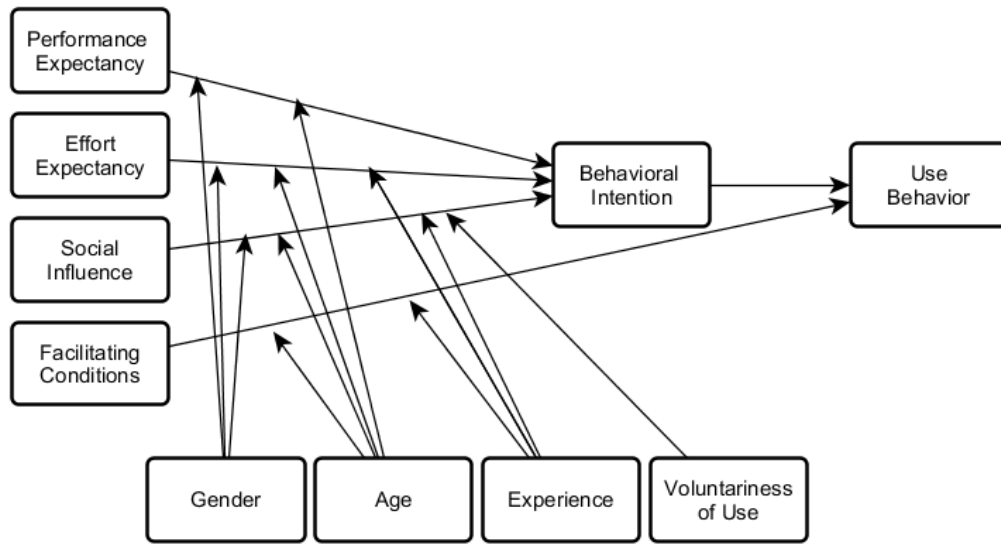 Performance
Expectancy
Effort
Expectancy
Social
Influence
Facilitating
Conditions
Behavioral
Intention
Use
Behavior
Gender
Age
Experience
Voluntariness
of Use